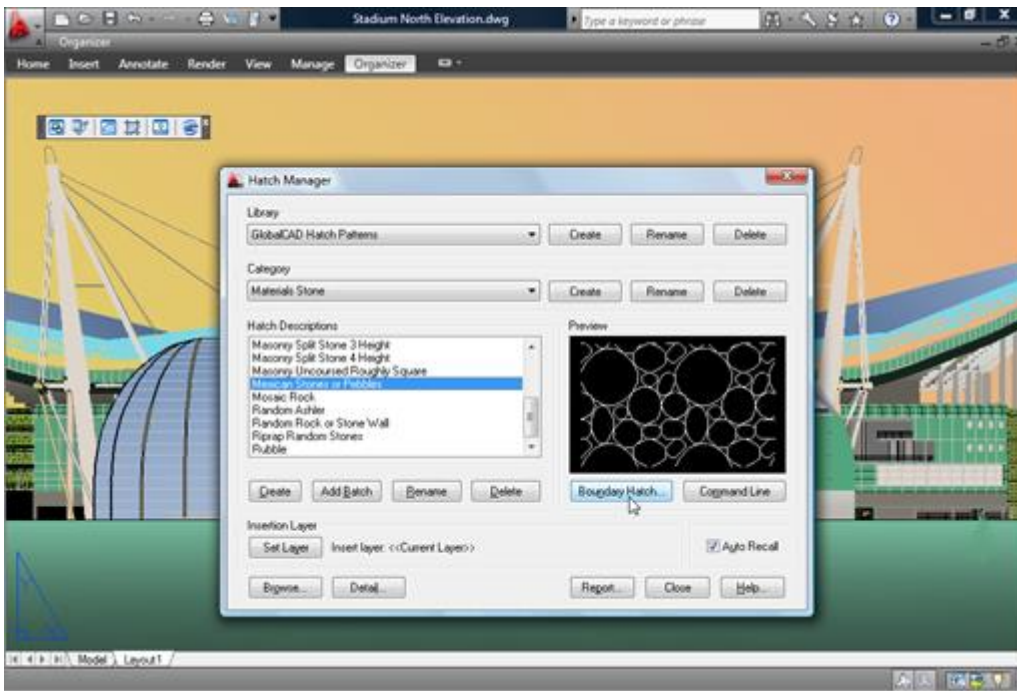 Stadium North Elevation.dwg
Type a keyword or phrase
Organizer
Home Insert Annotate Render View Manage Organizer
Hatch Manager
Library
GlobalCAD Hatch Patterns
Create Rename Delete
Category
Materials Stone
Create Rename Delete
Hatch Descriptions
Preview
Masonry Split Stone 3 Height
Masonry Split Stone 4 Height
Masonry Uncoursed Roughly Square
Mexican Stones or Pebbles
Mosaic Rock
Random Ashler
Random Rock or Stone Wall
Riprap Random Stones
Rubble
Create Add Batch Rename Delete
Boundary Hatch... Command Line
Insertion Layer
Set Layer Insert layer: <<Current Layer>>
Auto Recall
Browse... Detail... Report... Close Help...
Model Layout1